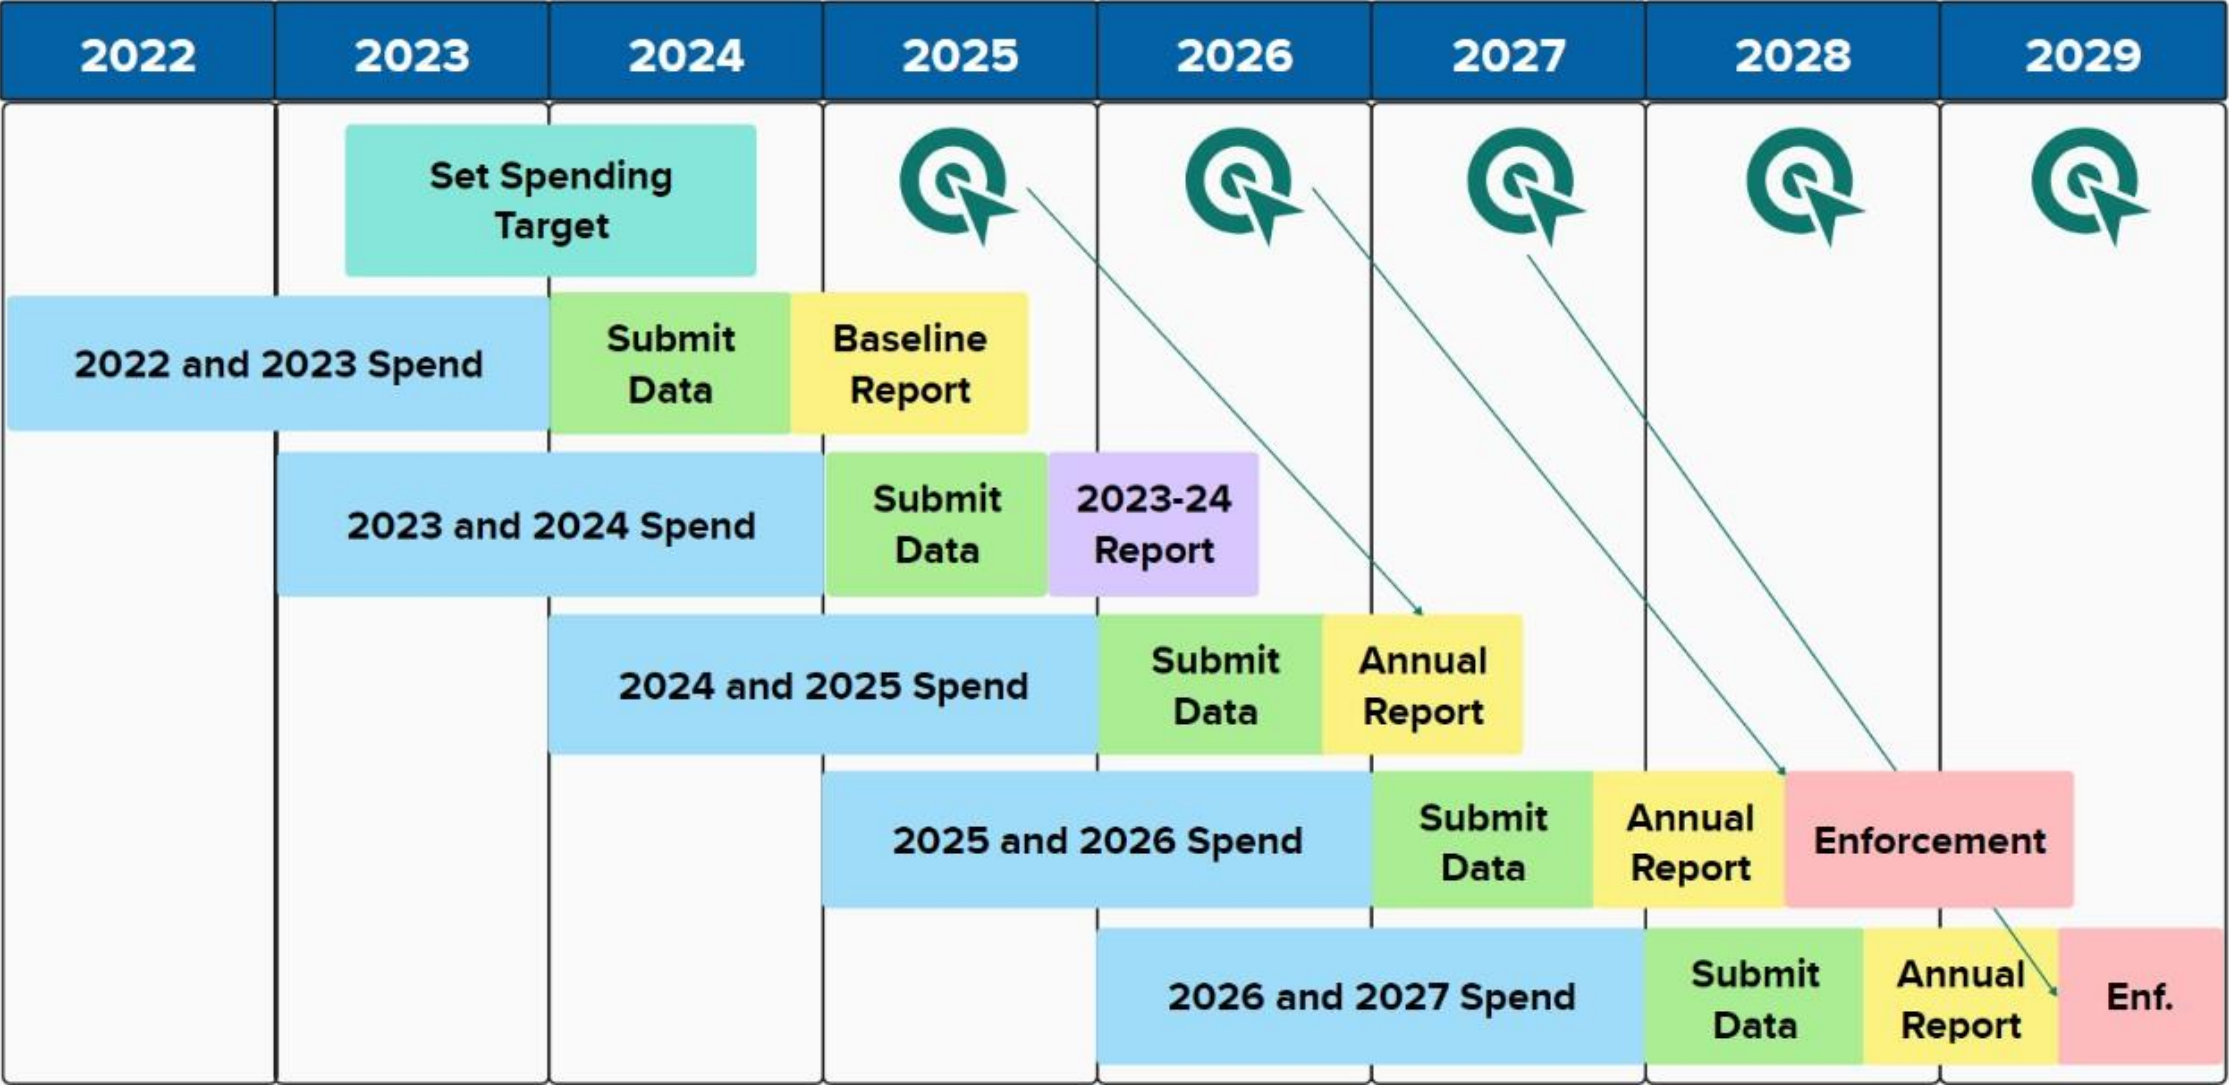 2022 2023 2024 2025 2026 2027 2028 2029
Set Spending
Target
2022 and 2023 Spend
Submit
Data
Baseline
Report
2023 and 2024 Spend
Submit
Data
2023-24
Report
2024 and 2025 Spend
Submit
Data
Annual
Report
2025 and 2026 Spend
Submit
Data
Annual
Report
Enforcement
2026 and 2027 Spend
Submit
Data
Annual
Report
Enf.